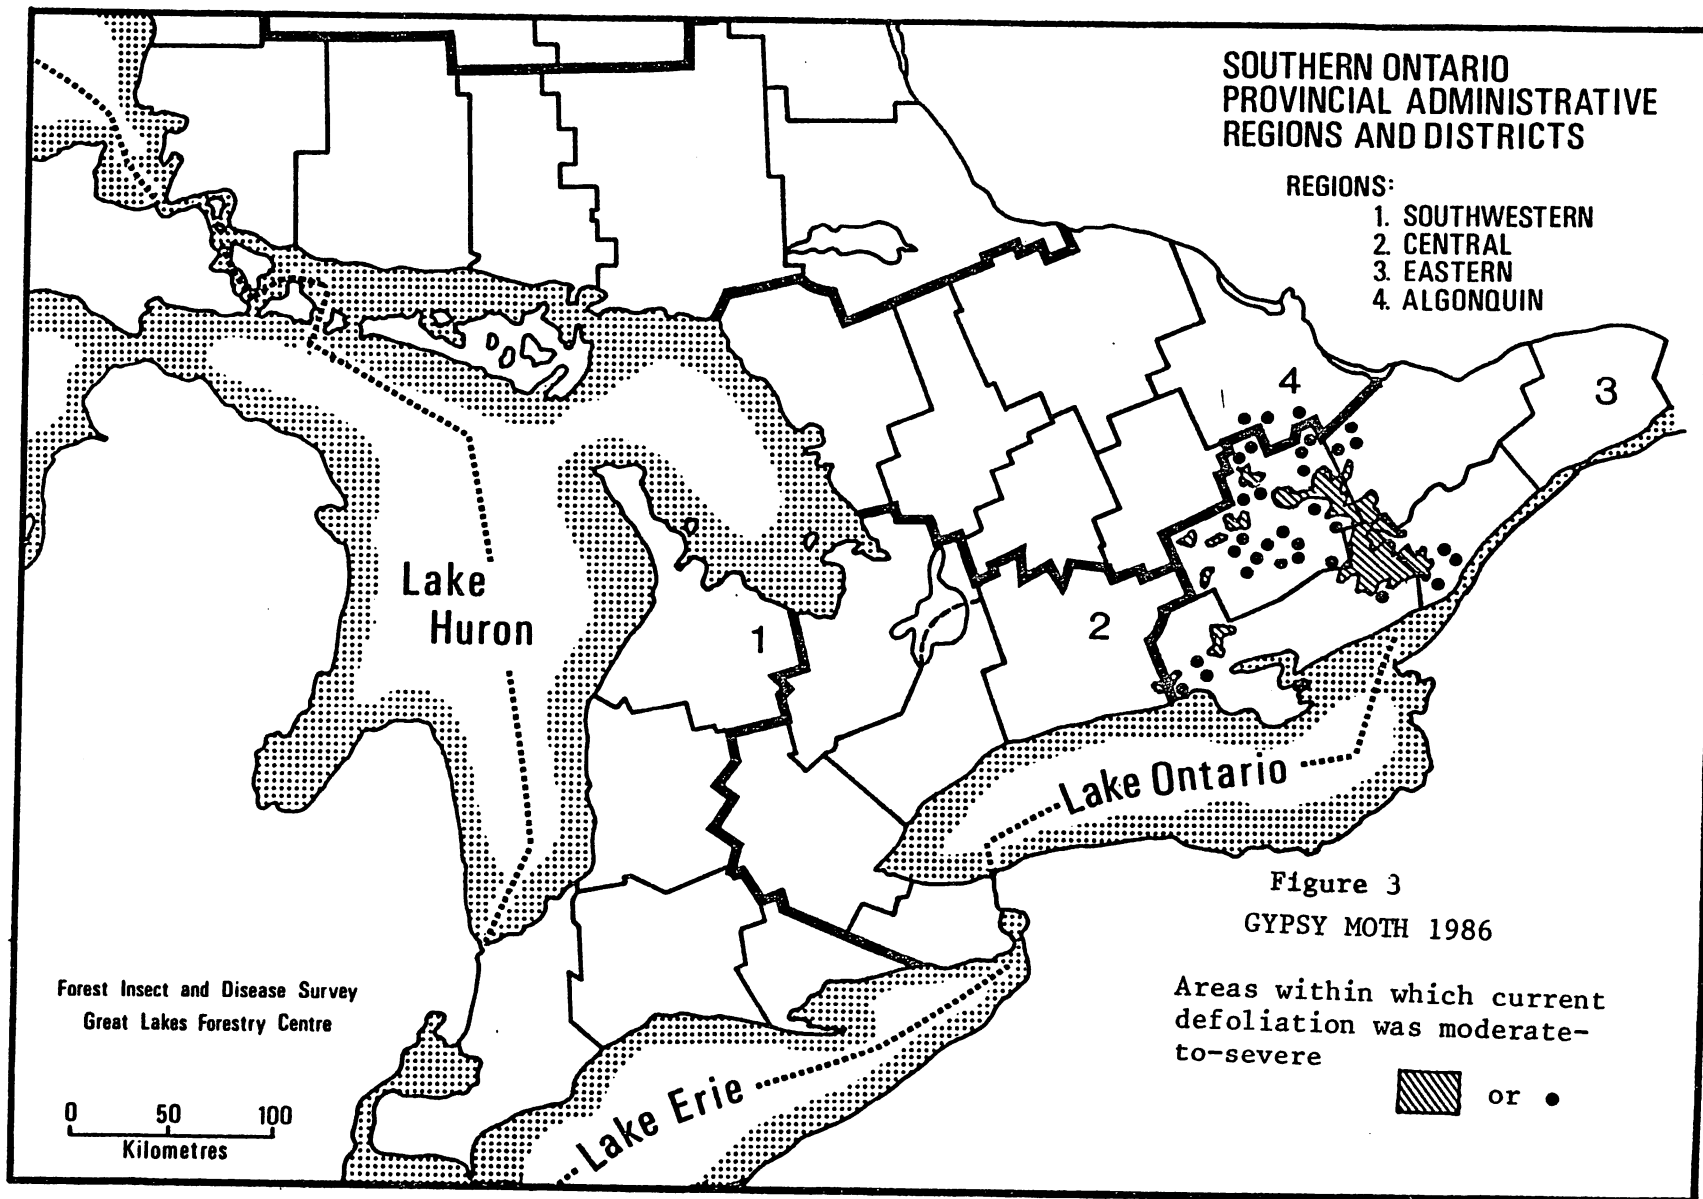 SOUTHERN ONTARIO
PROVINCIAL ADMINISTRATIVE
REGIONS AND DISTRICTS
REGIONS:
1. SOUTHWESTERN
2. CENTRAL
3. EASTERN
4. ALGONQUIN
4
3
Lake
Huron
1
2
Lake Ontario
Figure 3
GYPSY MOTH 1986
Forest Insect and Disease Survey
Great Lakes Forestry Centre
Areas within which current
defoliation was moderate-
to-severe
or
Lake Erie
0 50 100
Kilometres